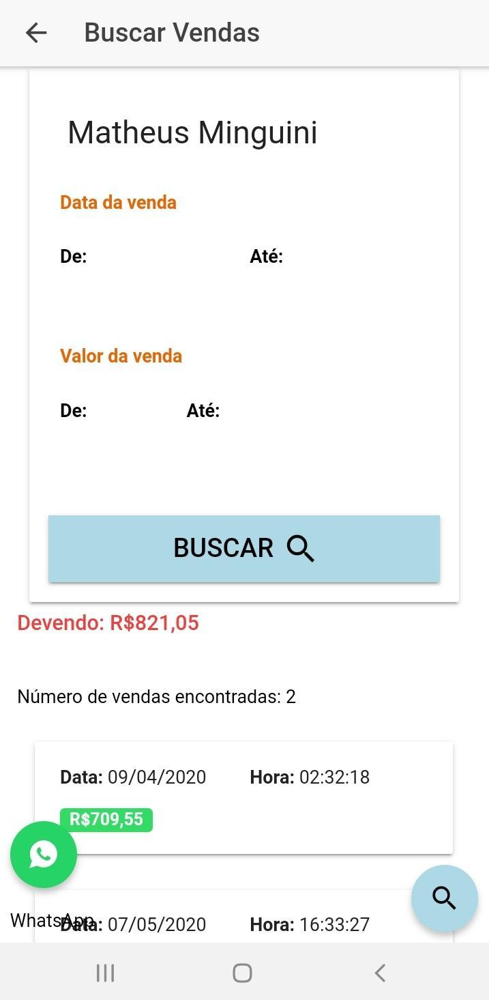 Buscar Vendas
Matheus Minguini
Data da venda
De: Até:
Valor da venda
De: Até:
BUSCAR
Devendo: R$821,05
Número de vendas encontradas: 2
Data: 09/04/2020 Hora: 02:32:18
R$709,55
WhatsApp
Data: 07/05/2020 Hora: 16:33:27